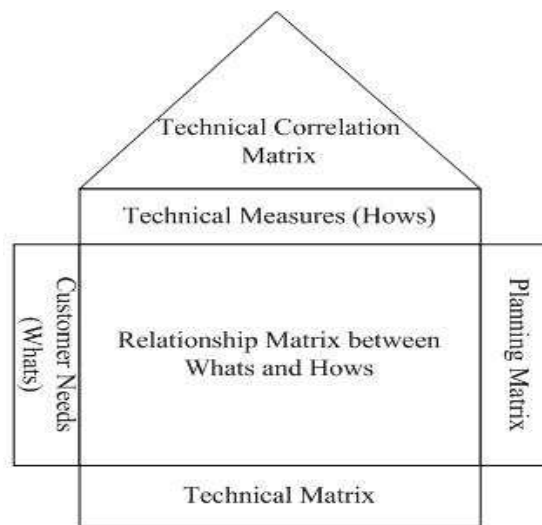 Technical Correlation
Matrix
Technical Measures (Hows)
Customer Needs
(Whats)
Relationship Matrix between
Whats and Hows
Planning Matrix
Technical Matrix